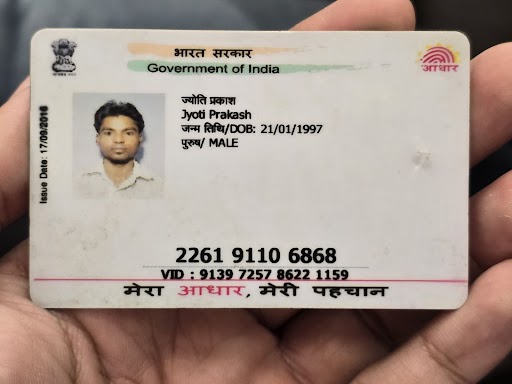 भारत सरकार
Government of India
आधार
Issue Date: 17/09/2016
ज्योति प्रकाश
Jyoti Prakash
जन्म तिथि/DOB: 21/01/1997
पुरुष/ MALE
2261 9110 6868
VID : 9139 7257 8622 1159
मेरा आधार, मेरी पहचान